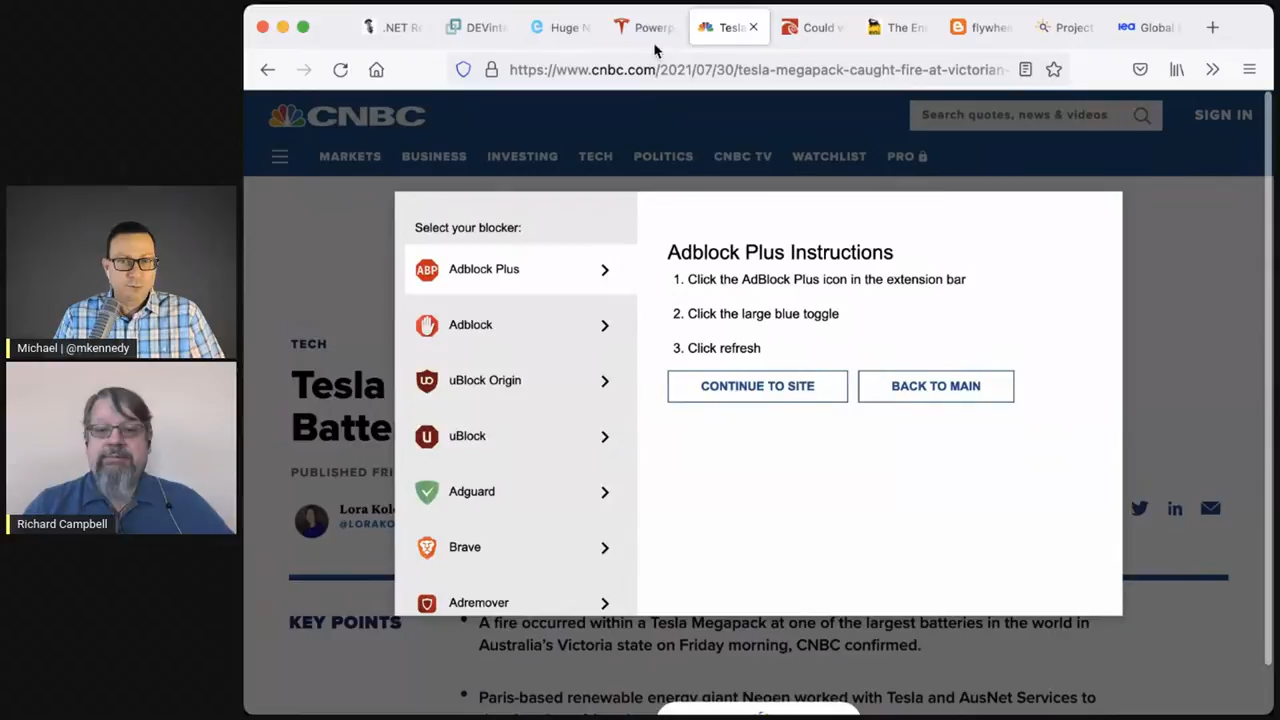 .NET R
DEVint
Huge N
Powerp
Tesla
Could
The En
flywhe
Project
iea Global
https://www.cnbc.com/2021/07/30/tesla-megapack-caught-fire-at-victorian-
CNBC
Search quotes, news & videos
SIGN IN
MARKETS
BUSINESS
INVESTING
TECH
POLITICS
CNBC TV
WATCHLIST
PRO
Select your blocker:
ABP Adblock Plus
Adblock
uBlock Origin
U uBlock
Adguard
Brave
Adremover
Adblock Plus Instructions
1. Click the AdBlock Plus icon in the extension bar
2. Click the large blue toggle
3. Click refresh
CONTINUE TO SITE
BACK TO MAIN
TECH
Tesla
Batte
PUBLISHED FRI
Lora Kol
@LORAKO
KEY POINTS
A fire occurred within a Tesla Megapack at one of the largest batteries in the world in
Australia's Victoria state on Friday morning, CNBC confirmed.
Paris-based renewable energy giant Neoen worked with Tesla and AusNet Services to
Michael | @mkennedy
Richard Campbell